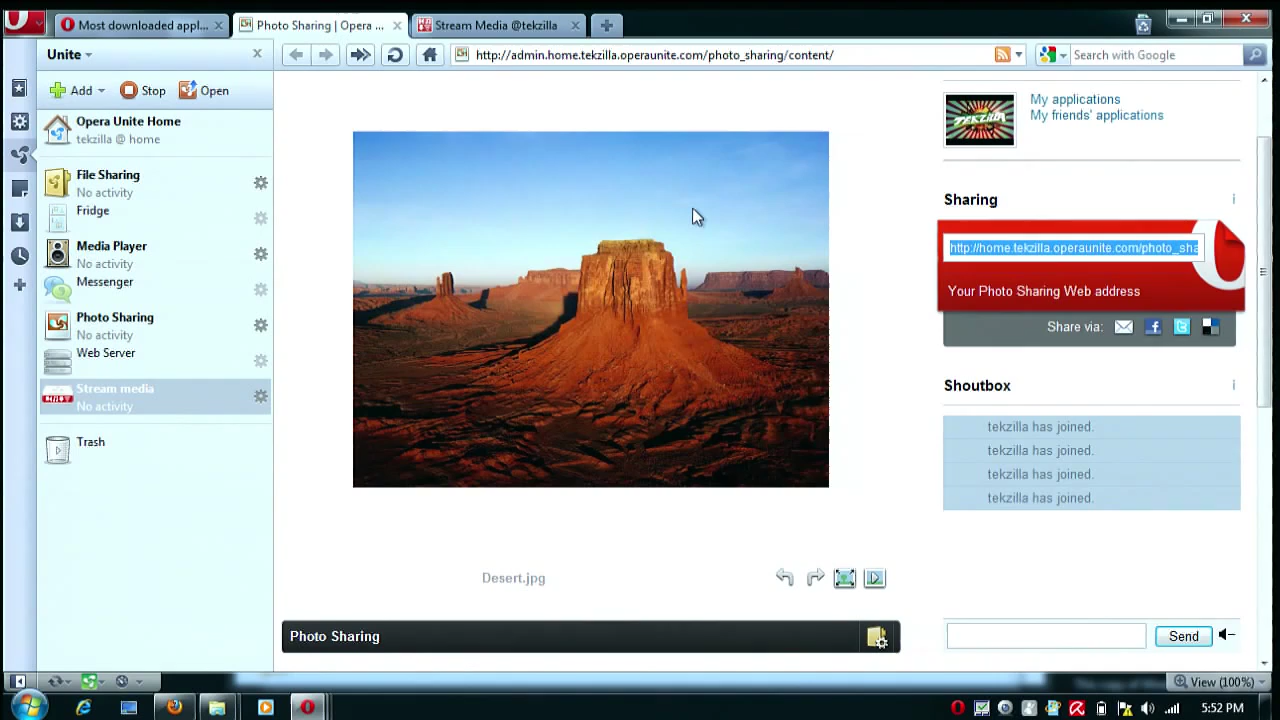 Most downloaded appl...
Photo Sharing | Opera ...
Stream Media @tekzilla
Unite
http://admin.home.tekzilla.operaunite.com/photo_sharing/content/
Search with Google
Add
Stop
Open
Opera Unite Home
tekzilla @ home
File Sharing
No activity
Fridge
Media Player
No activity
Messenger
Photo Sharing
No activity
Web Server
Stream media
No activity
Trash
Desert.jpg
Photo Sharing
TEKZILLA
My applications
My friends' applications
Sharing
i
http://home.tekzilla.operaunite.com/photo_sha
Your Photo Sharing Web address
Share via:
Shoutbox
i
tekzilla has joined.
tekzilla has joined.
tekzilla has joined.
tekzilla has joined.
Send
View (100%)
5:52 PM